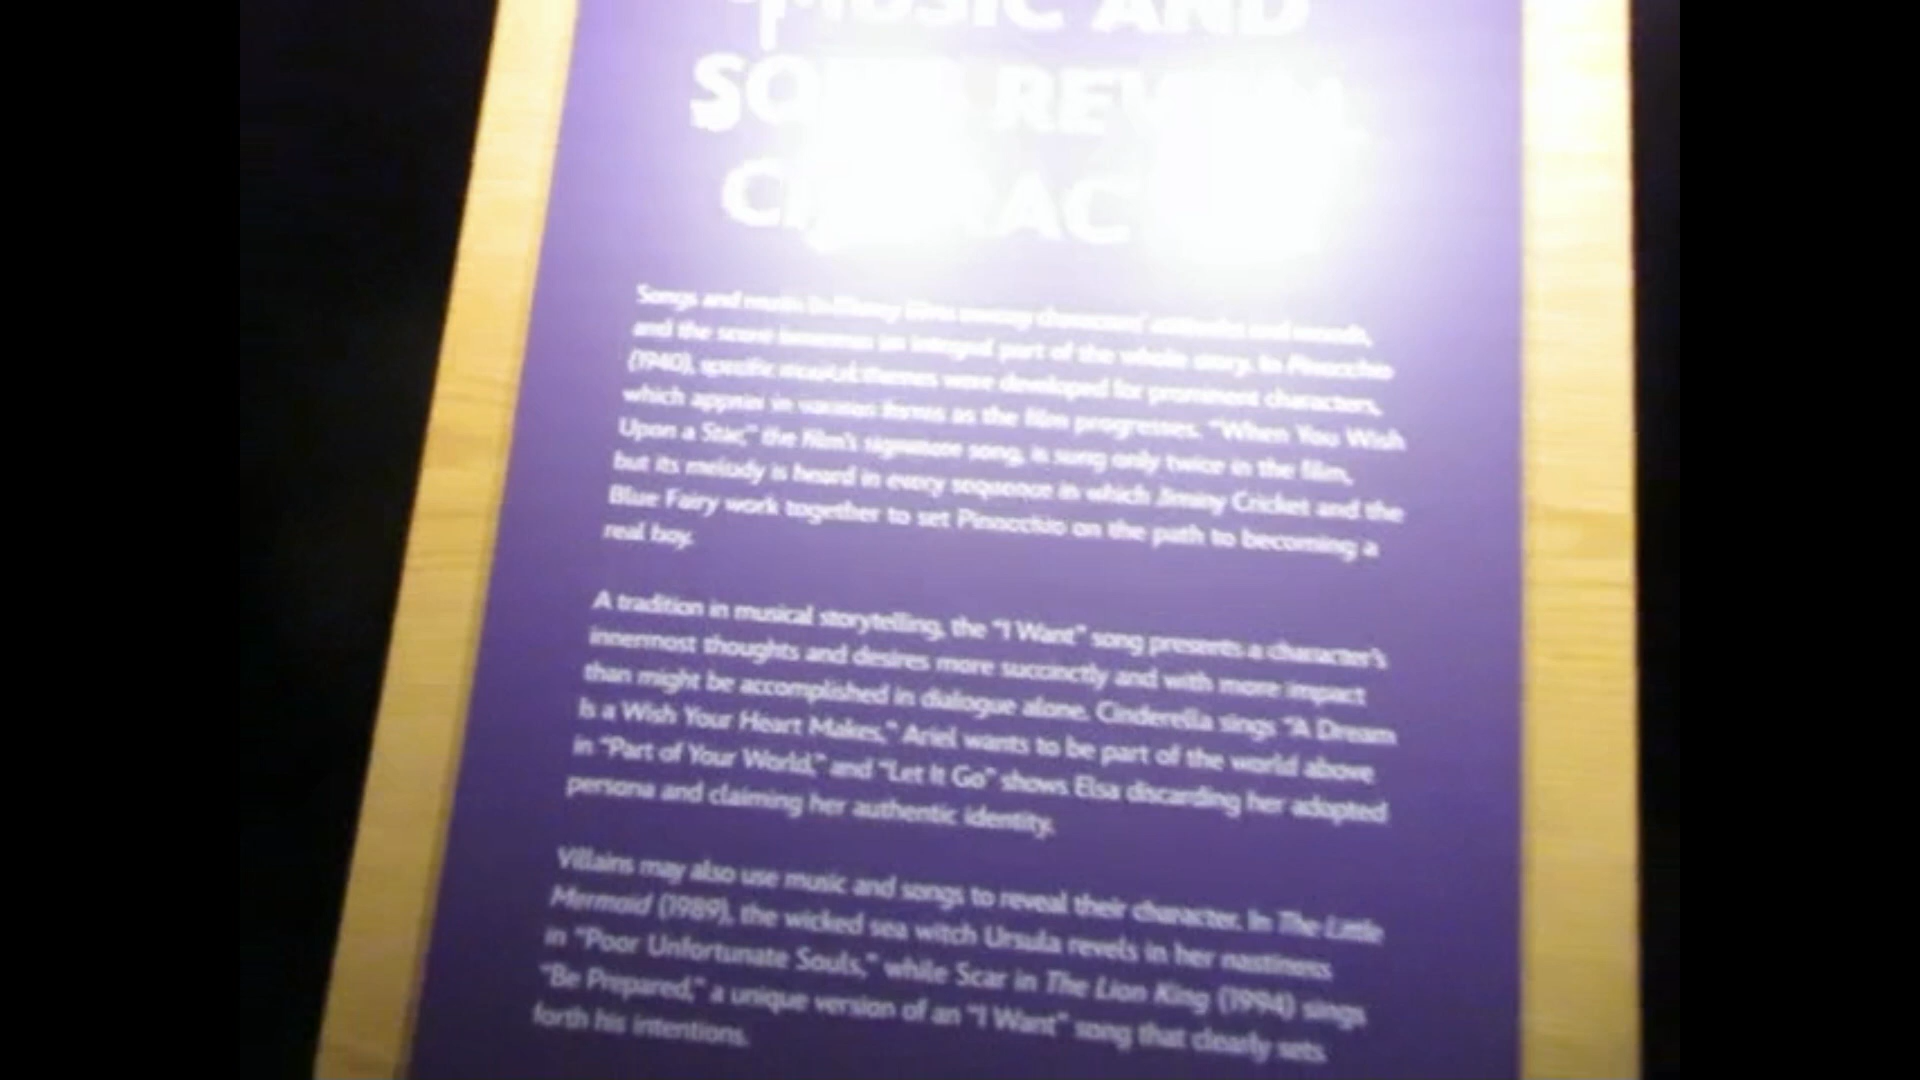 MUSIC AND
REVEAL
Songs and music in Disney films convey characters' attitudes and moods,
and the score becomes an integral part of the whole story. In Pinocchio
(1940), specific musical themes were developed for prominent characters,
which appear in various forms as the film progresses. "When You Wish
Upon a Star," the film's signature song, is sung only twice in the film,
but its melody is heard in every sequence in which Jiminy Cricket and the
Blue Fairy work together to set Pinocchio on the path to becoming a
real boy.
A tradition in musical storytelling, the "I Want" song presents a character's
innermost thoughts and desires more succinctly and with more impact
than might be accomplished in dialogue alone. Cinderella sings "A Dream
Is a Wish Your Heart Makes," Ariel wants to be part of the world above
in "Part of Your World," and "Let It Go" shows Elsa discarding her adopted
persona and claiming her authentic identity.
Villains may also use music and songs to reveal their character. In The Little
Mermaid (1989), the wicked sea witch Ursula revels in her nastiness
in "Poor Unfortunate Souls," while Scar in The Lion King (1994) sings
"Be Prepared," a unique version of an "I Want" song that clearly sets
forth his intentions.